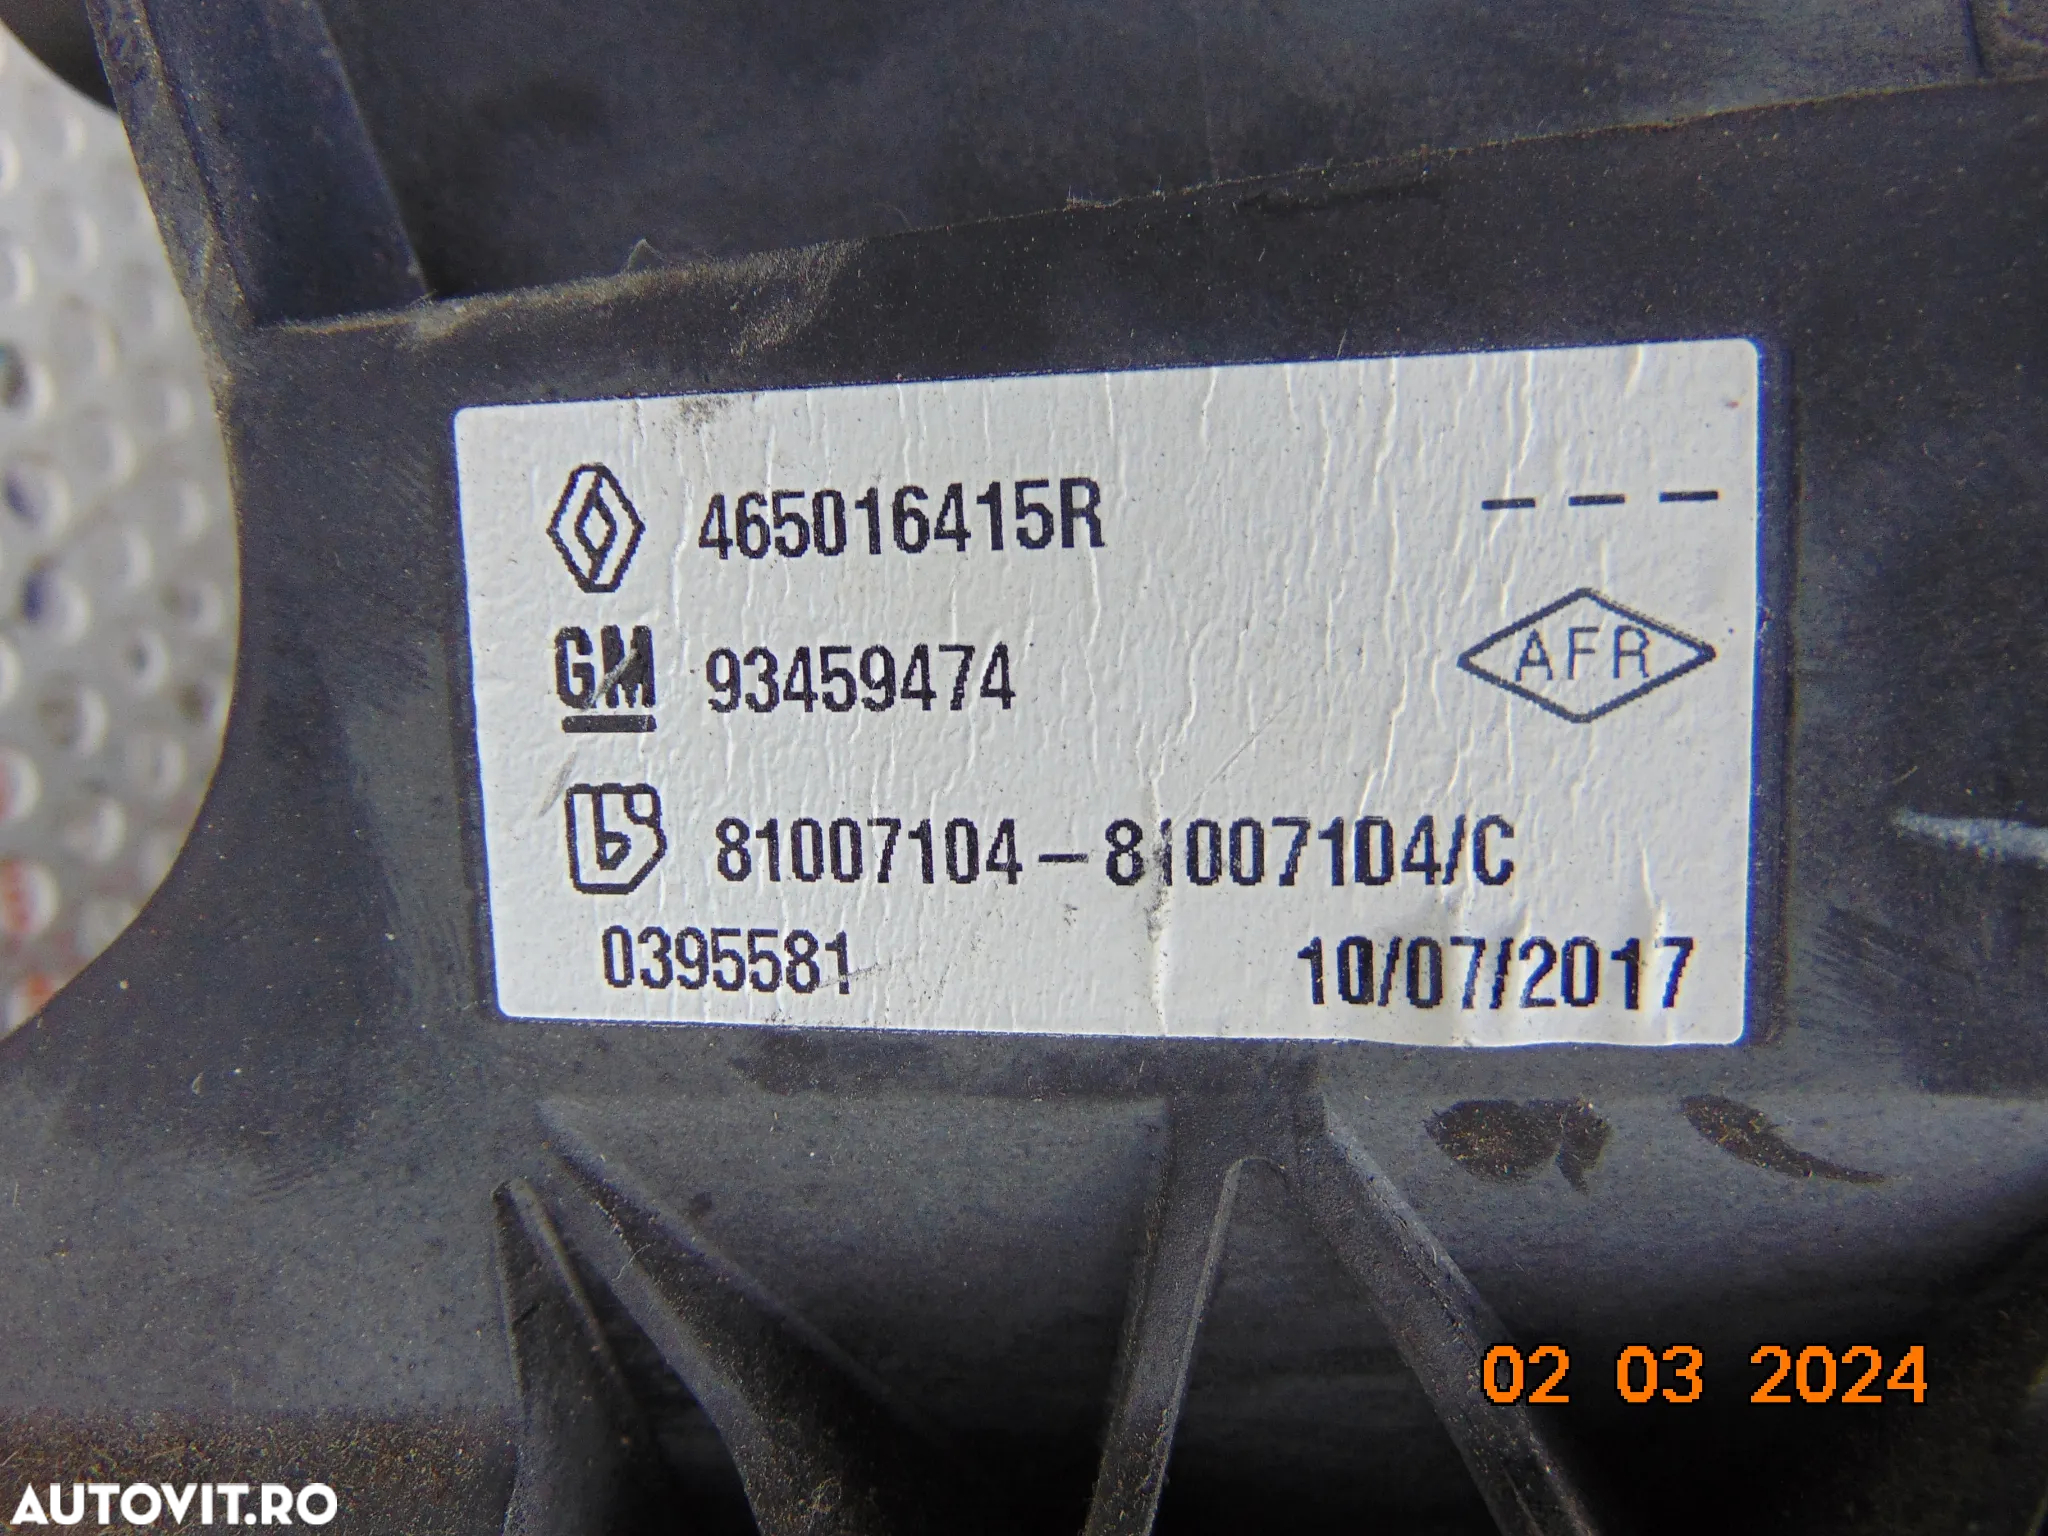 465016415R
---
GM 93459474
AFR
81007104-81007104/C
0395581 10/07/2017
02 03 2024
AUTOVIT.RO